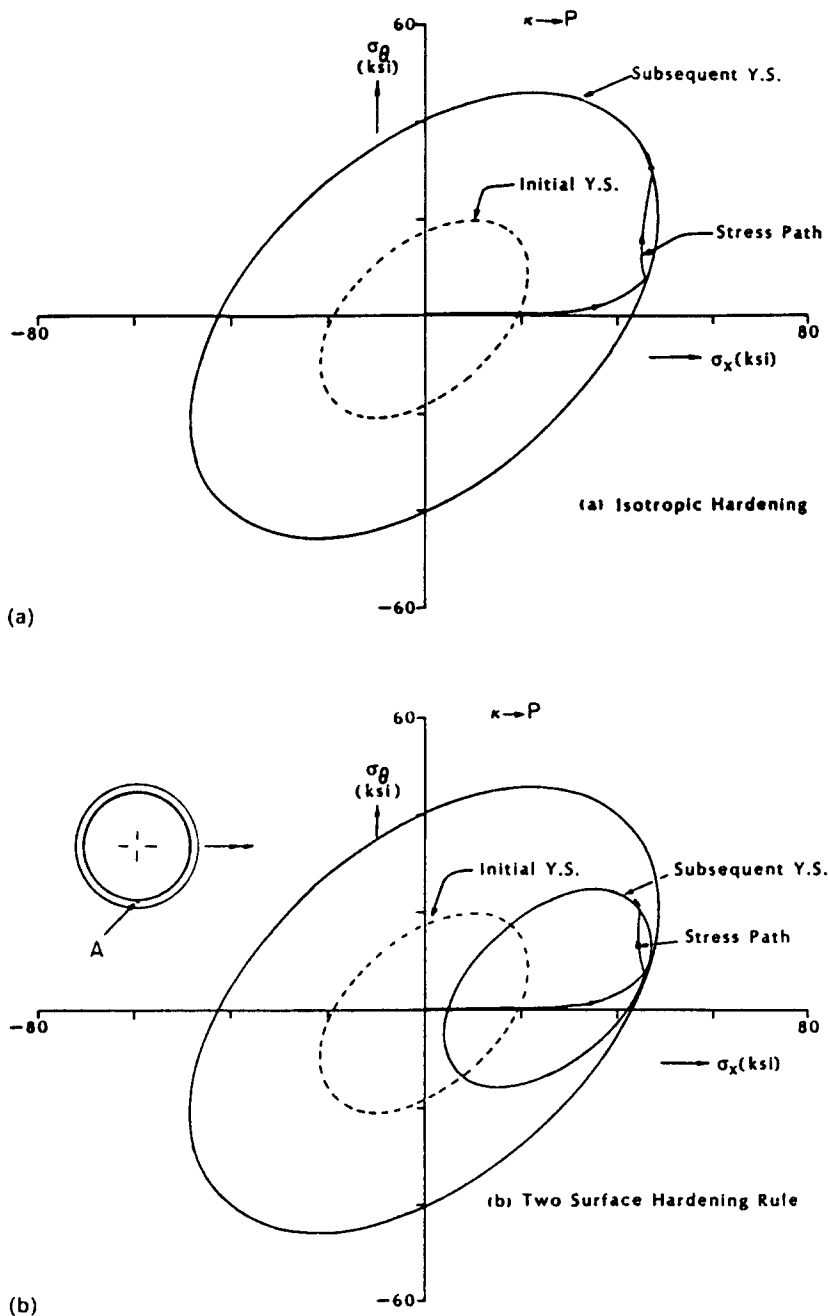 60
κ→P
σθ
(ksi)
Subsequent Y.S.
Initial Y.S.
Stress Path
-80
80
σx(ksi)
(a) Isotropic Hardening
-60
(a)
60
κ→P
σθ
(ksi)
Initial Y.S.
Subsequent Y.S.
Stress Path
A
-80
80
σx(ksi)
(b) Two Surface Hardening Rule
-60
(b)